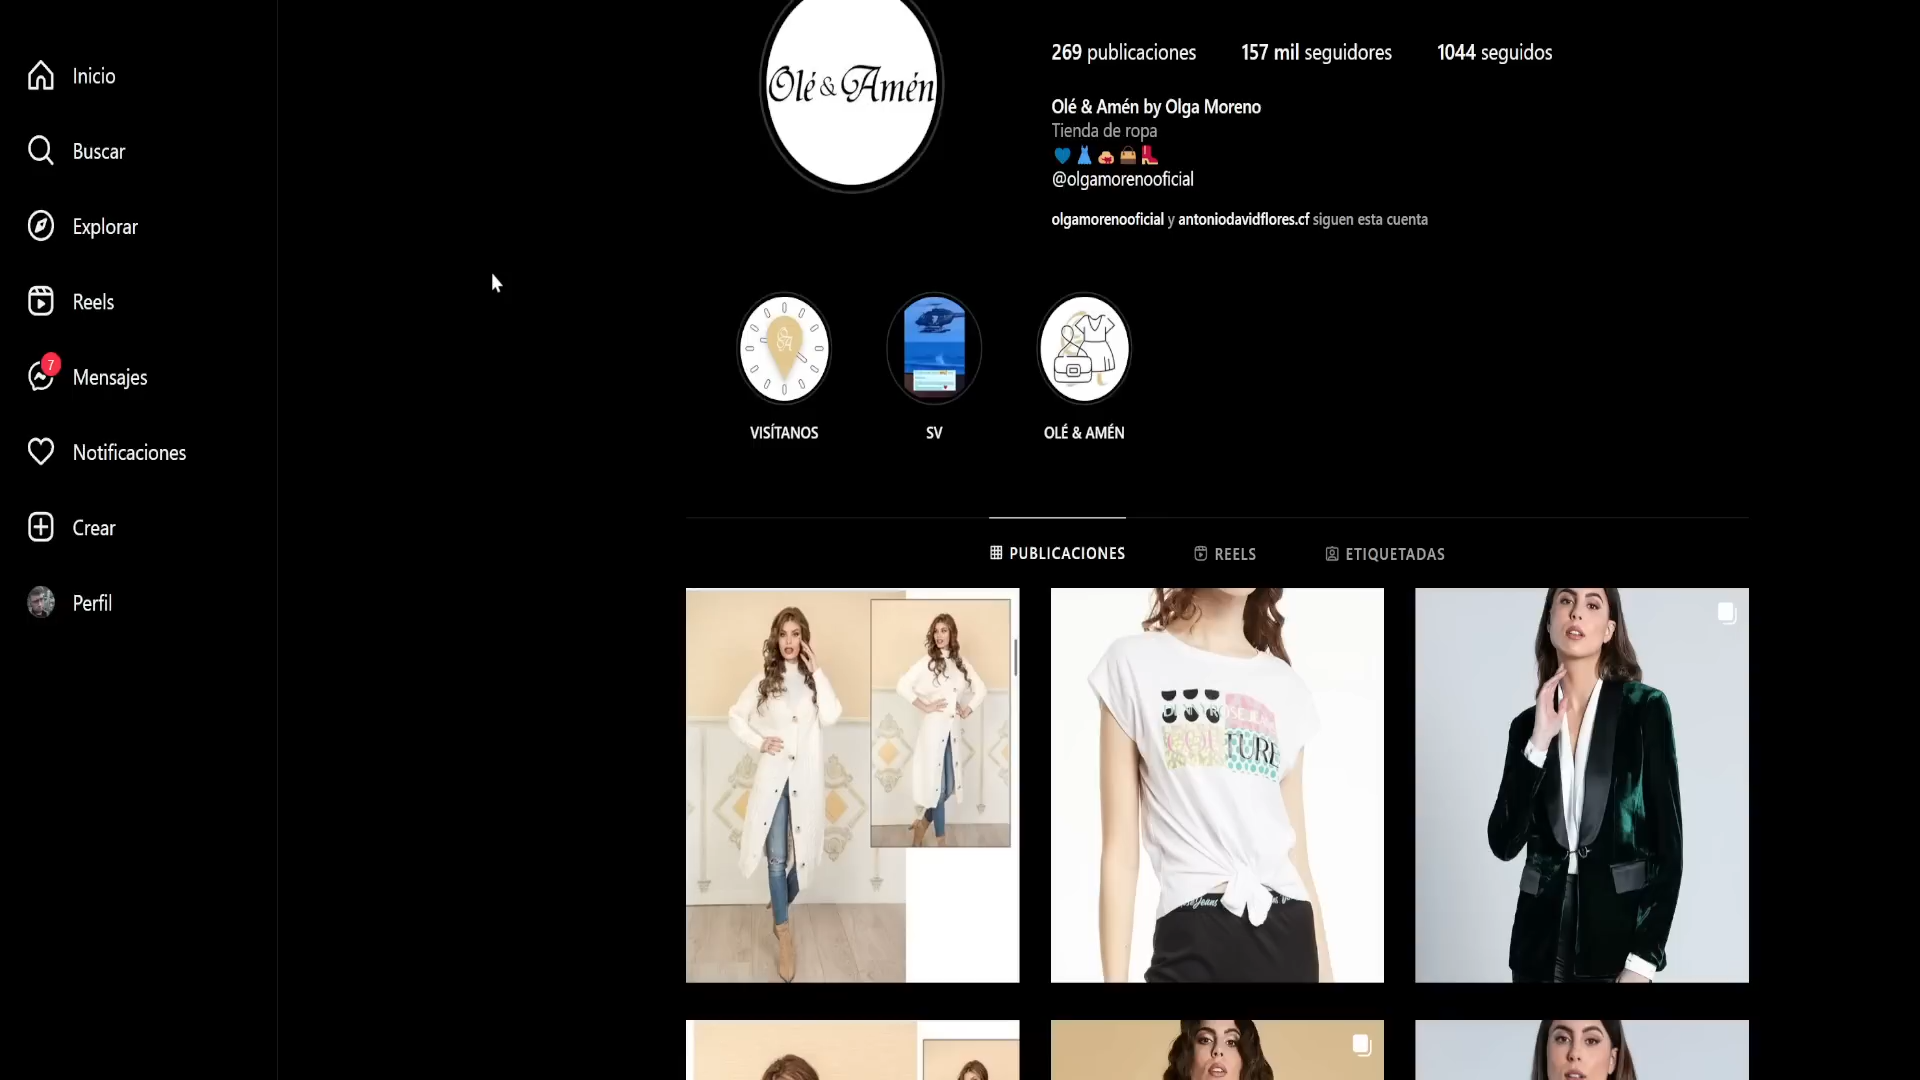 Inicio
Buscar
Explorar
Reels
7
Mensajes
Notificaciones
Crear
Perfil
Olé & Amén
269 publicaciones 157 mil seguidores 1044 seguidos
Olé & Amén by Olga Moreno
Tienda de ropa
@olgamorenooficial
olgamorenooficial y antoniodavidflores.cf siguen esta cuenta
VISÍTANOS
SV
OLÉ & AMÉN
PUBLICACIONES REELS ETIQUETADAS